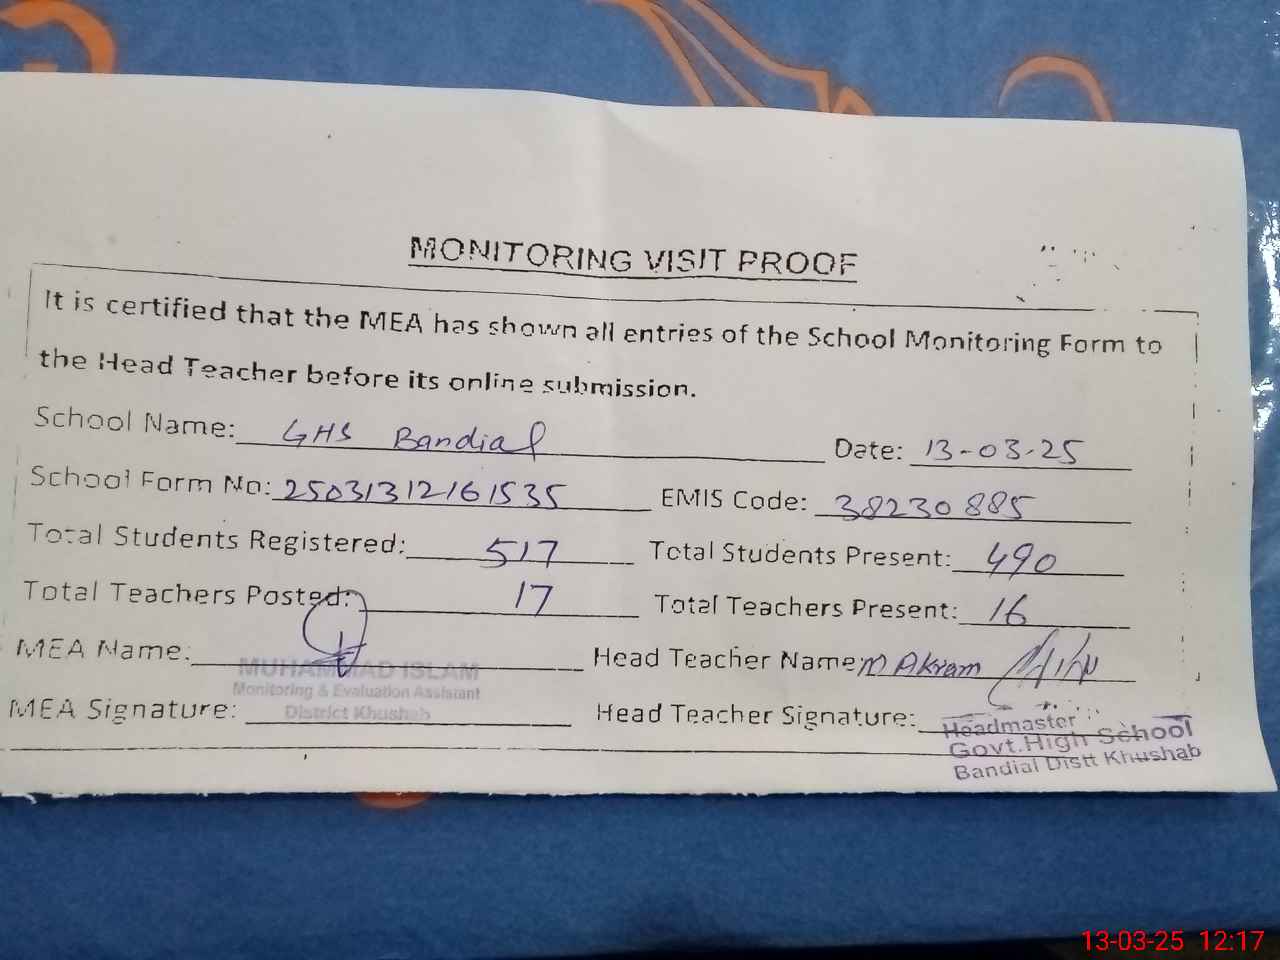 MONITORING VISIT PROOF
It is certified that the MEA has shown all entries of the School Monitoring Form to
the Head Teacher before its online submission.
School Name: GHS Bandial Date: 13-03-25
School Form No: 25031312161535 EMIS Code: 38230885
Total Students Registered: 517 Total Students Present: 490
Total Teachers Posted: 17 Total Teachers Present: 16
MEA Name: Head Teacher Name: M Akram
MUHAMMAD ISLAM
Monitoring & Evaluation Assistant
District Khushab
MEA Signature: Head Teacher Signature:
Headmaster
Govt. High School
Bandial Distt Khushab
13-03-25 12:17